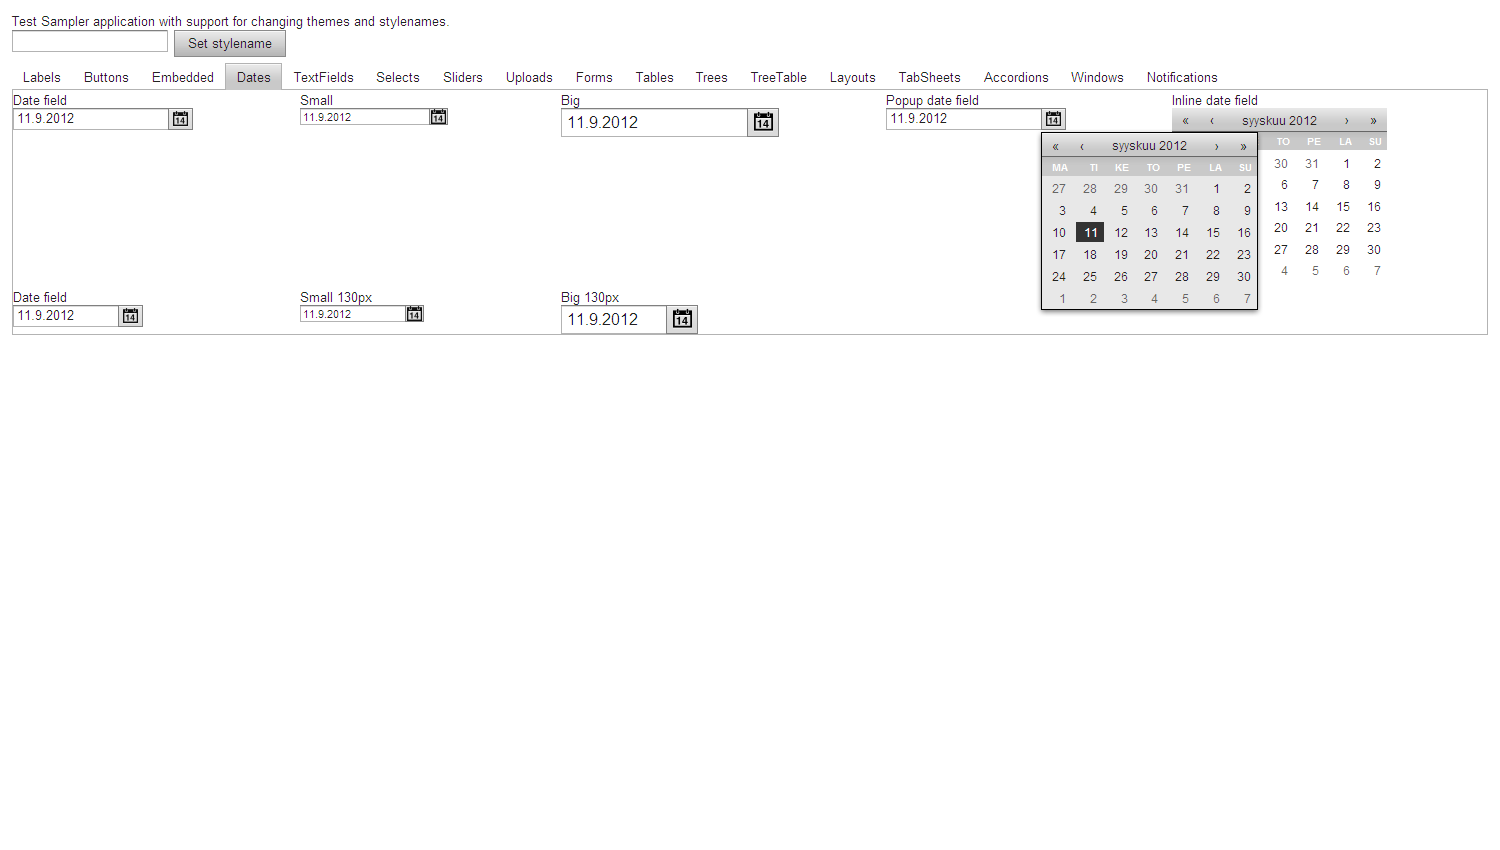 Test Sampler application with support for changing themes and stylenames.
Set stylename
Labels Buttons Embedded Dates TextFields Selects Sliders Uploads Forms Tables Trees TreeTable Layouts TabSheets Accordions Windows Notifications
Date field Small Big Popup date field Inline date field
11.9.2012 14 11.9.2012 14 11.9.2012 14 11.9.2012 14
« ‹ syyskuu 2012 › »
MA TI KE TO PE LA SU
27 28 29 30 31 1 2
3 4 5 6 7 8 9
10 11 12 13 14 15 16
17 18 19 20 21 22 23
24 25 26 27 28 29 30
1 2 3 4 5 6 7
« ‹ syyskuu 2012 › »
TO PE LA SU
30 31 1 2
6 7 8 9
13 14 15 16
20 21 22 23
27 28 29 30
4 5 6 7
Date field Small 130px Big 130px
11.9.2012 14 11.9.2012 14 11.9.2012 14